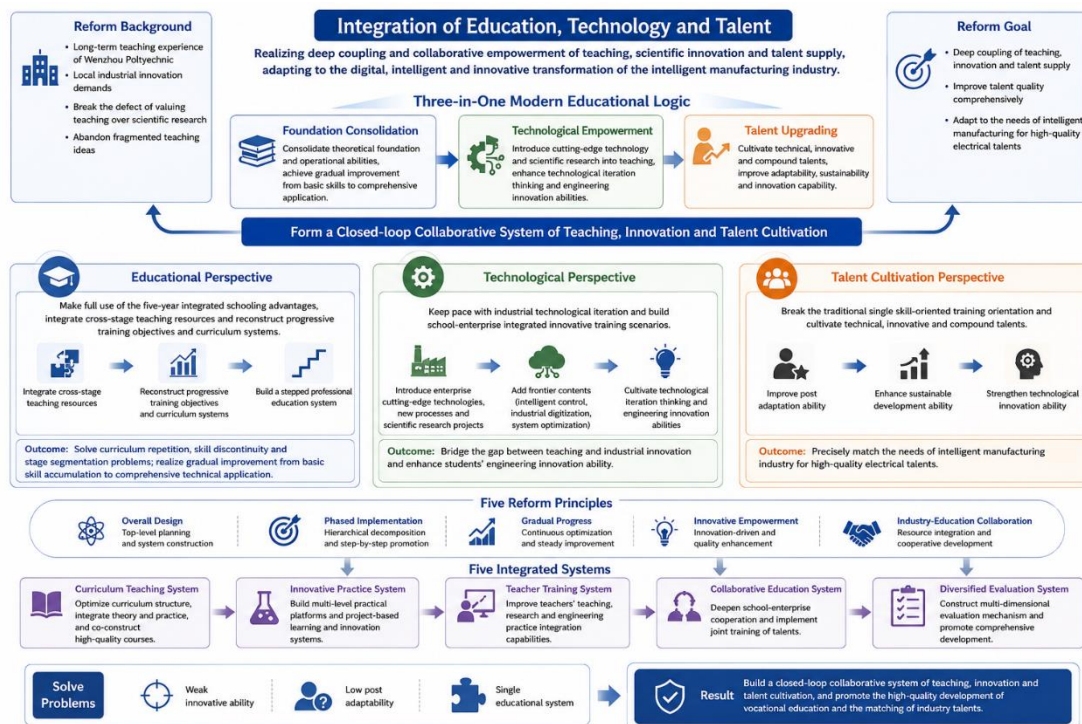 Integration of Education, Technology and Talent
Realizing deep coupling and collaborative empowerment of teaching, scientific innovation and talent supply,
adapting to the digital, intelligent and innovative transformation of the intelligent manufacturing industry.
Reform Background
• Long-term teaching experience
of Wenzhou Poltyechnic
• Local industrial innovation
demands
• Break the defect of valuing
teaching over scientific research
• Abandon fragmented teaching
ideas
Three-in-One Modern Educational Logic
Foundation Consolidation
Consolidate theoretical foundation
and operational abilities,
achieve gradual improvement
from basic skills to comprehensive
application.
Technological Empowerment
Introduce cutting-edge technology
and scientific research into teaching,
enhance technological iteration
thinking and engineering
innovation abilities.
Talent Upgrading
Cultivate technical, innovative
and compound talents,
improve adaptability, sustainability
and innovation capability.
Reform Goal
• Deep coupling of teaching,
innovation and talent supply
• Improve talent quality
comprehensively
• Adapt to the needs of intelligent
manufacturing for high-quality
electrical talents
Form a Closed-loop Collaborative System of Teaching, Innovation and Talent Cultivation
Educational Perspective
Make full use of the five-year integrated schooling advantages,
integrate cross-stage teaching resources and reconstruct progressive
training objectives and curriculum systems.
Integrate cross-stage
teaching resources
Reconstruct progressive
training objectives
and curriculum systems
Build a stepped professional
education system
Outcome: Solve curriculum repetition, skill discontinuity and
stage segmentation problems; realize gradual improvement from basic
skill accumulation to comprehensive technical application.
Technological Perspective
Keep pace with industrial technological iteration and build
school-enterprise integrated innovative training scenarios.
Introduce enterprise
cutting-edge technologies,
new processes and
scientific research projects
Add frontier contents
(intelligent control,
industrial digitization,
system optimization)
Cultivate technological
iteration thinking and
engineering innovation
abilities
Outcome: Bridge the gap between teaching and industrial innovation
and enhance students' engineering innovation ability.
Talent Cultivation Perspective
Break the traditional single skill-oriented training orientation and
cultivate technical, innovative and compound talents.
Improve post
adaptation ability
Enhance sustainable
development ability
Strengthen technological
innovation ability
Outcome: Precisely match the needs of intelligent manufacturing
industry for high-quality electrical talents.
Five Reform Principles
Overall Design
Top-level planning
and system construction
Phased Implementation
Hierarchical decomposition
and step-by-step promotion
Gradual Progress
Continuous optimization
and steady improvement
Innovative Empowerment
Innovation-driven and
quality enhancement
Industry-Education Collaboration
Resource integration and
cooperative development
Five Integrated Systems
Curriculum Teaching System
Optimize curriculum structure,
integrate theory and practice,
and co-construct
high-quality courses.
Innovative Practice System
Build multi-level practical
platforms and project-based
learning and innovation
systems.
Teacher Training System
Improve teachers' teaching,
research and engineering
practice integration
capabilities.
Collaborative Education System
Deepen school-enterprise
cooperation and implement
joint training of talents.
Diversified Evaluation System
Construct multi-dimensional
evaluation mechanism and
promote comprehensive
development.
Solve
Problems
Weak
innovative ability
Low post
adaptability
Single
educational system
Result
Build a closed-loop collaborative system of teaching, innovation and
talent cultivation, and promote the high-quality development of
vocational education and the matching of industry talents.